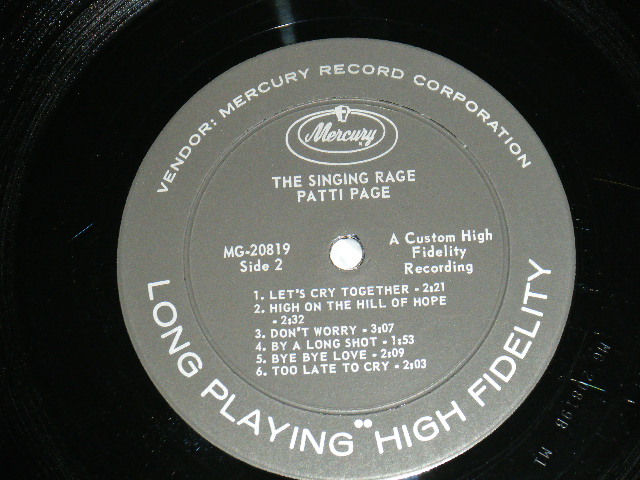 VENDOR: MERCURY RECORD CORPORATION
Mercury
THE SINGING RAGE
PATTI PAGE
MG-20819
Side 2
A Custom High
Fidelity
Recording
1. LET'S CRY TOGETHER - 2:21
2. HIGH ON THE HILL OF HOPE
- 2:32
3. DON'T WORRY - 3:07
4. BY A LONG SHOT - 1:53
5. BYE BYE LOVE - 2:09
6. TOO LATE TO CRY - 2:03
LONG PLAYING "HIGH FIDELITY